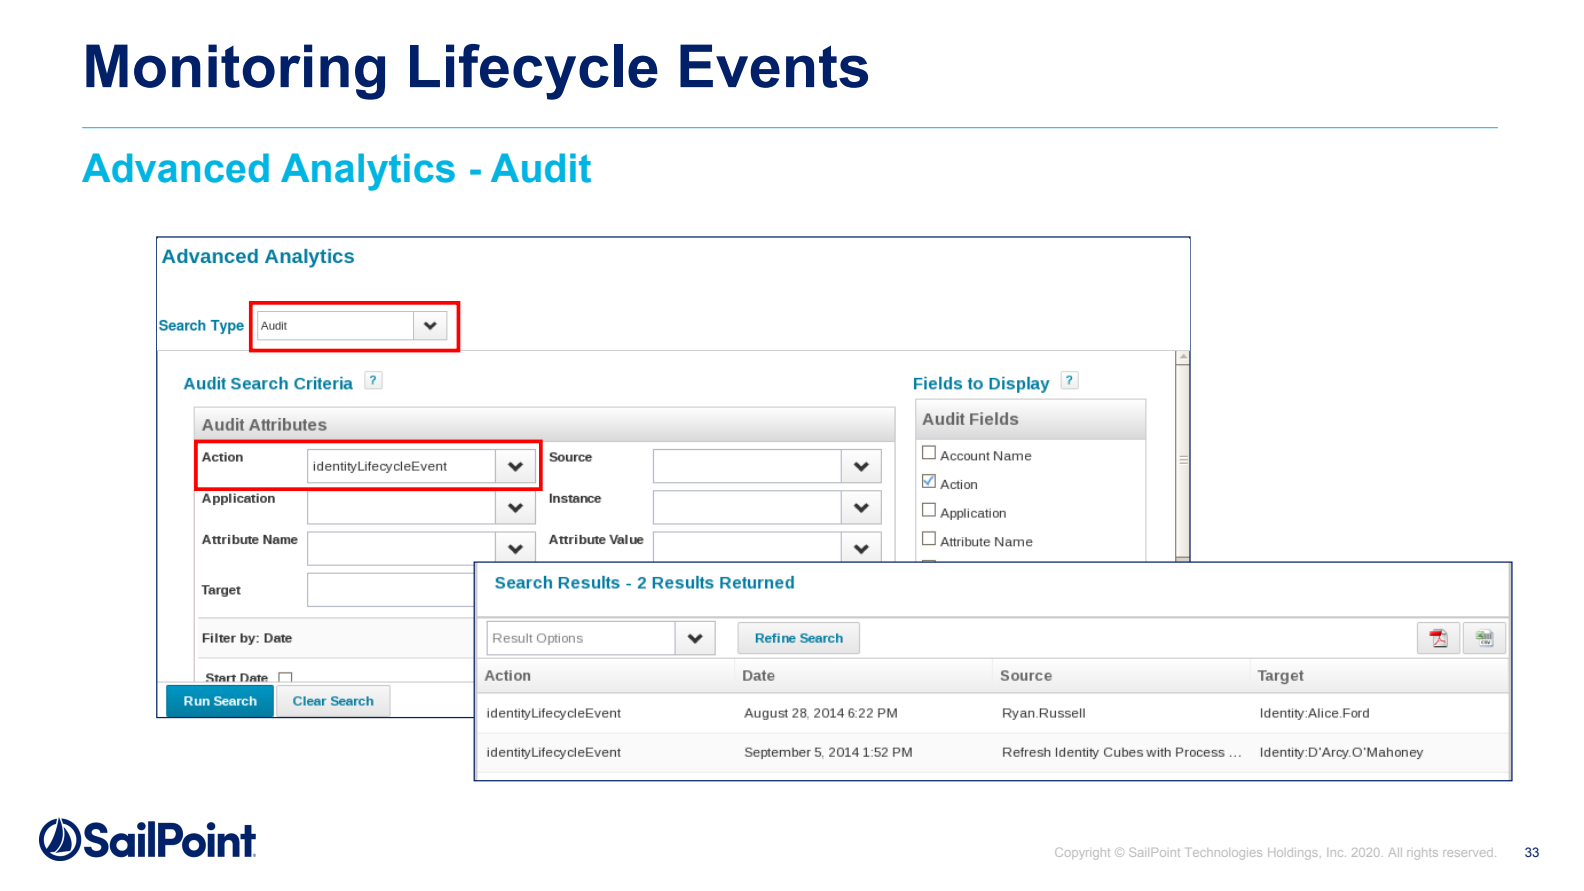 Monitoring Lifecycle Events
Advanced Analytics - Audit
Advanced Analytics
Search Type Audit
Audit Search Criteria ?
Fields to Display ?
Audit Attributes
Audit Fields
Action identityLifecycleEvent Source
Account Name
Action
Application Instance
Application
Attribute Name Attribute Value
Attribute Name
Target
Filter by: Date
Start Date
Run Search Clear Search
Search Results - 2 Results Returned
Result Options Refine Search
Action Date Source Target
identityLifecycleEvent August 28, 2014 6:22 PM Ryan.Russell Identity:Alice.Ford
identityLifecycleEvent September 5, 2014 1:52 PM Refresh Identity Cubes with Process ... Identity:D'Arcy.O'Mahoney
SailPoint
Copyright © SailPoint Technologies Holdings, Inc. 2020. All rights reserved. 33